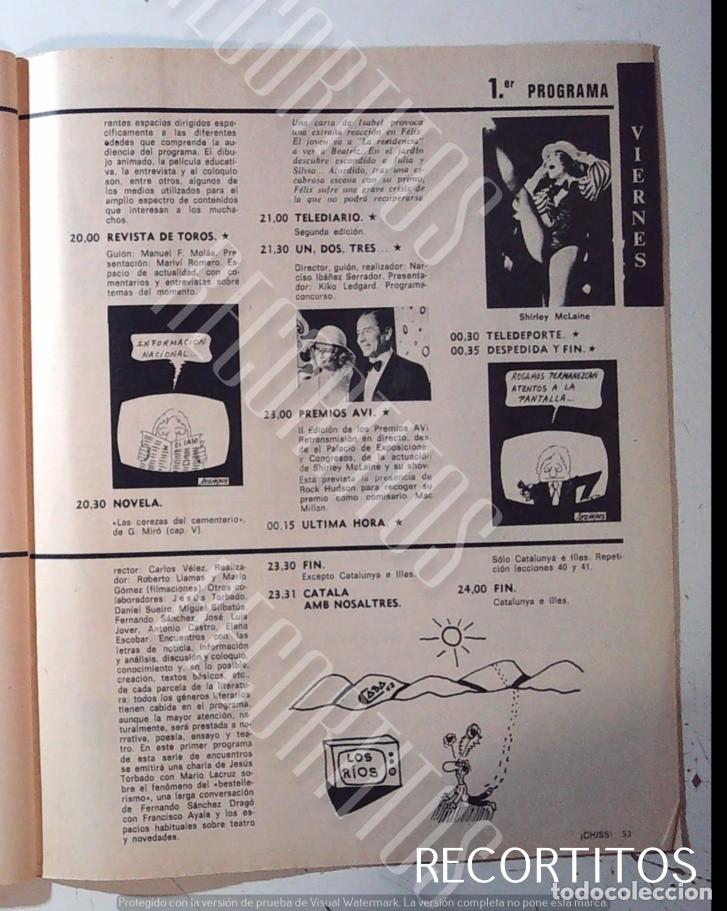 1.er PROGRAMA
VIERNES
rentes espacios dirigidos espe-
cíficamente a las diferentes
edades que comprende la au-
diencia del programa. El dibu-
jo animado, la película educati-
va, la entrevista y el coloquio
son, entre otros, algunos de
los medios utilizados para el
amplio espectro de contenidos
que interesan a los mucha-
chos.
20,00 REVISTA DE TOROS. ★
Guión: Manuel F. Molás. Pre-
sentación: Mariví Romero. Es-
pacio de actualidad, con co-
mentarios y entrevistas sobre
temas del momento.
INFORMACION
NACIONAL...
EL CASO
20,30 NOVELA.
«Las cerezas del cementerio»,
de G. Miró (cap. V).
Una carta de Isabel provoca
una extraña reacción en Félix.
El joven va a "La residencia"
a ver a Beatriz. En el jardín
descubre escondido a Julia y
Silvio... Aturdido, tras una es-
cabrosa escena con su primo,
Félix sufre una grave crisis de
la que no podrá recuperarse.
21,00 TELEDIARIO. ★
Segunda edición.
21,30 UN, DOS, TRES... ★
Director, guión, realizador: Nar-
ciso Ibáñez Serrador. Presenta-
dor: Kiko Ledgard. Programa-
concurso.
23,00 PREMIOS AVI. ★
II Edición de los Premios AVI.
Retransmisión en directo, des-
de el Palacio de Exposiciones
y Congresos, de la actuación
de Shirley McLaine y su show.
Está prevista la presencia de
Rock Hudson para recoger su
premio como comisario Mac
Millan.
00.15 ULTIMA HORA. ★
Shirley McLaine
00,30 TELEDEPORTE. ★
00,35 DESPEDIDA Y FIN. ★
ROGAMOS PERMANEZCAN
ATENTOS A LA
PANTALLA...
rector: Carlos Vélez. Realiza-
dor: Roberto Llamas y Mario
Gómez (filmaciones) Otros co-
laboradores: Jesús Torbado,
Daniel Sueiro, Miguel Bilbatúa,
Fernando Sánchez, José Luis
Jover, Antonio Castro, Elena
Escobar. Encuentros con las
letras de noticia, información
y análisis, discusión y coloquio,
conocimiento y, en lo posible,
creación, textos básicos, etc.,
de cada parcela de la literatu-
ra: todos los géneros literarios
tienen cabida en el programa,
aunque la mayor atención, na-
turalmente, será prestada a na-
rrativa, poesía, ensayo y tea-
tro. En este primer programa
de esta serie de encuentros
se emitirá una charla de Jesús
Torbado con Mario Lacruz so-
bre el fenómeno del «bestelle-
rismo», una larga conversación
de Fernando Sánchez Dragó
con Francisco Ayala y los es-
pacios habituales sobre teatro
y novedades.
23,30 FIN.
Excepto Catalunya e Illes.
23,31 CATALA
AMB NOSALTRES.
Sólo Catalunya e Illes. Repeti-
ción lecciones 40 y 41.
24,00 FIN.
Catalunya e Illes.
LOS
RÍOS
¡CHISS! 53
RECORTITOS
todocoleccion
Protegido con la versión de prueba de Visual Watermark. La versión completa no pone esta marca.